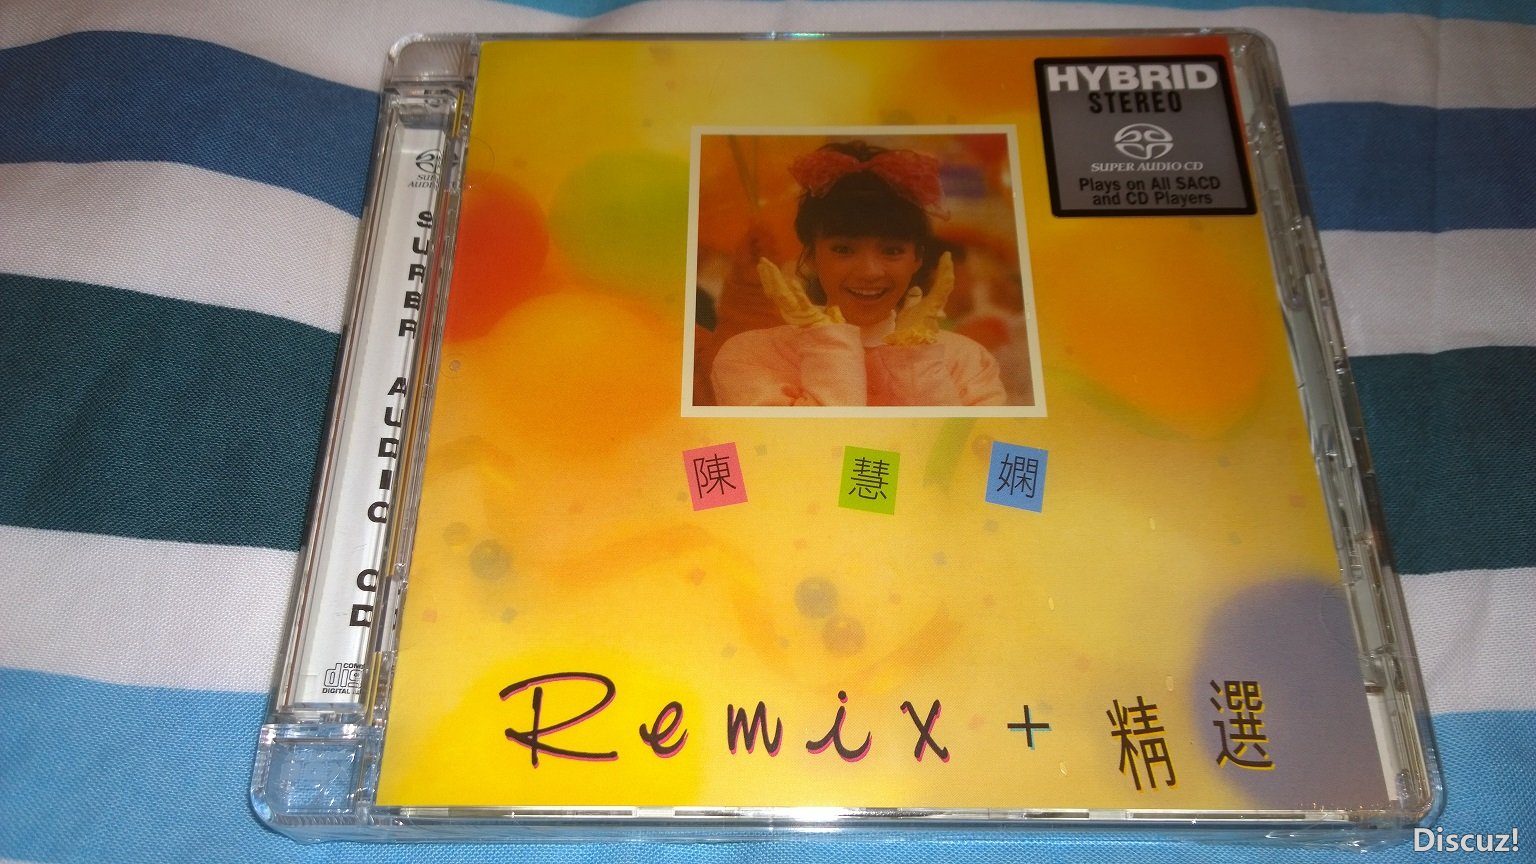 HYBRID
STEREO
SUPER AUDIO CD
Plays on All SACD
and CD Players
SUPER AUDIO CD
陳 慧 嫻
Remix + 精選
DIGITAL
Discuz!